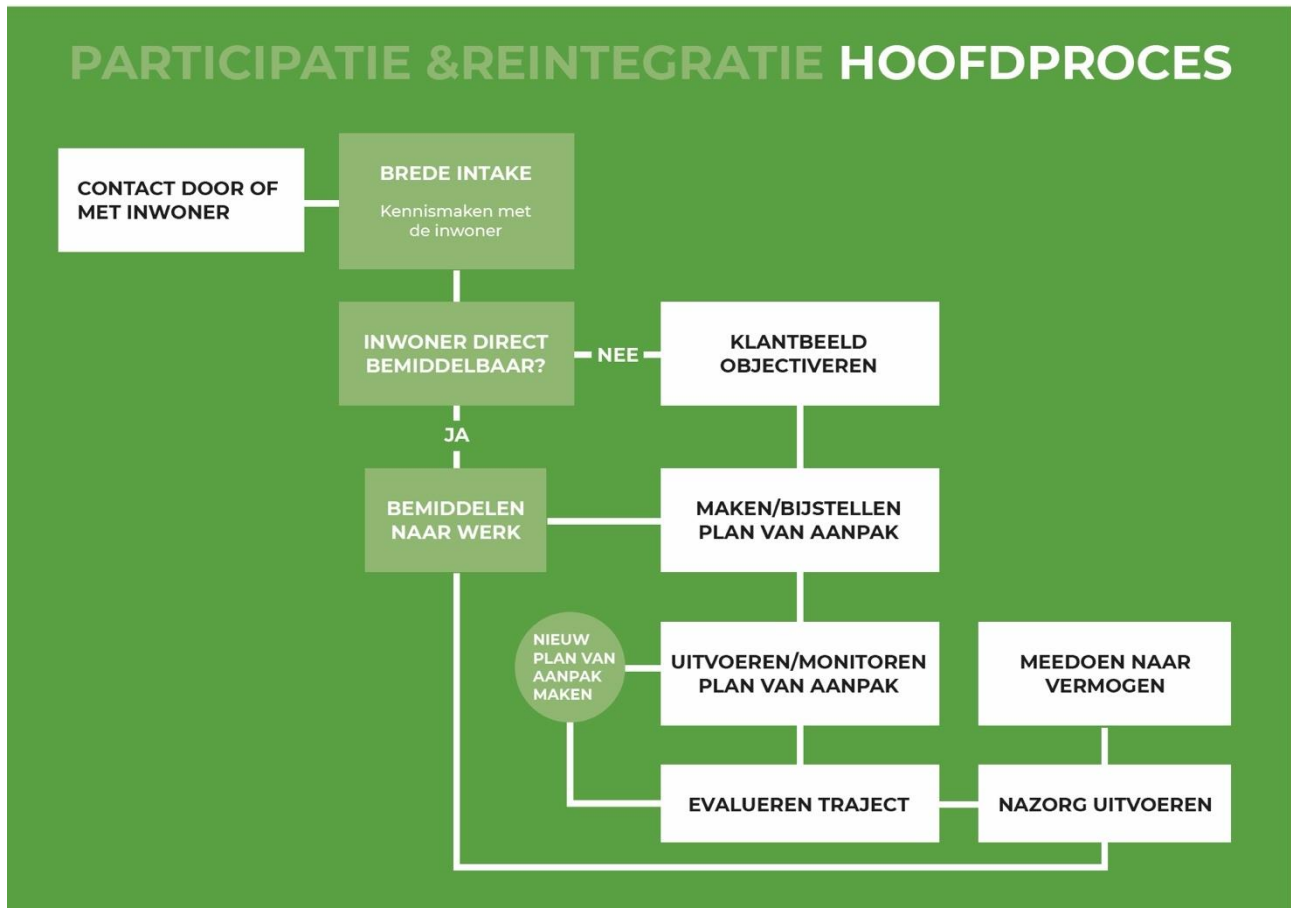 PARTICIPATIE &REINTEGRATIE HOOFDPROCES
CONTACT DOOR OF
MET INWONER
BREDE INTAKE
Kennismaken met
de inwoner
INWONER DIRECT
BEMIDDELBAAR?
NEE
KLANTBEELD
OBJECTIVEREN
JA
BEMIDDELEN
NAAR WERK
MAKEN/BIJSTELLEN
PLAN VAN AANPAK
NIEUW
PLAN VAN
AANPAK
MAKEN
UITVOEREN/MONITOREN
PLAN VAN AANPAK
MEEDOEN NAAR
VERMOGEN
EVALUEREN TRAJECT
NAZORG UITVOEREN